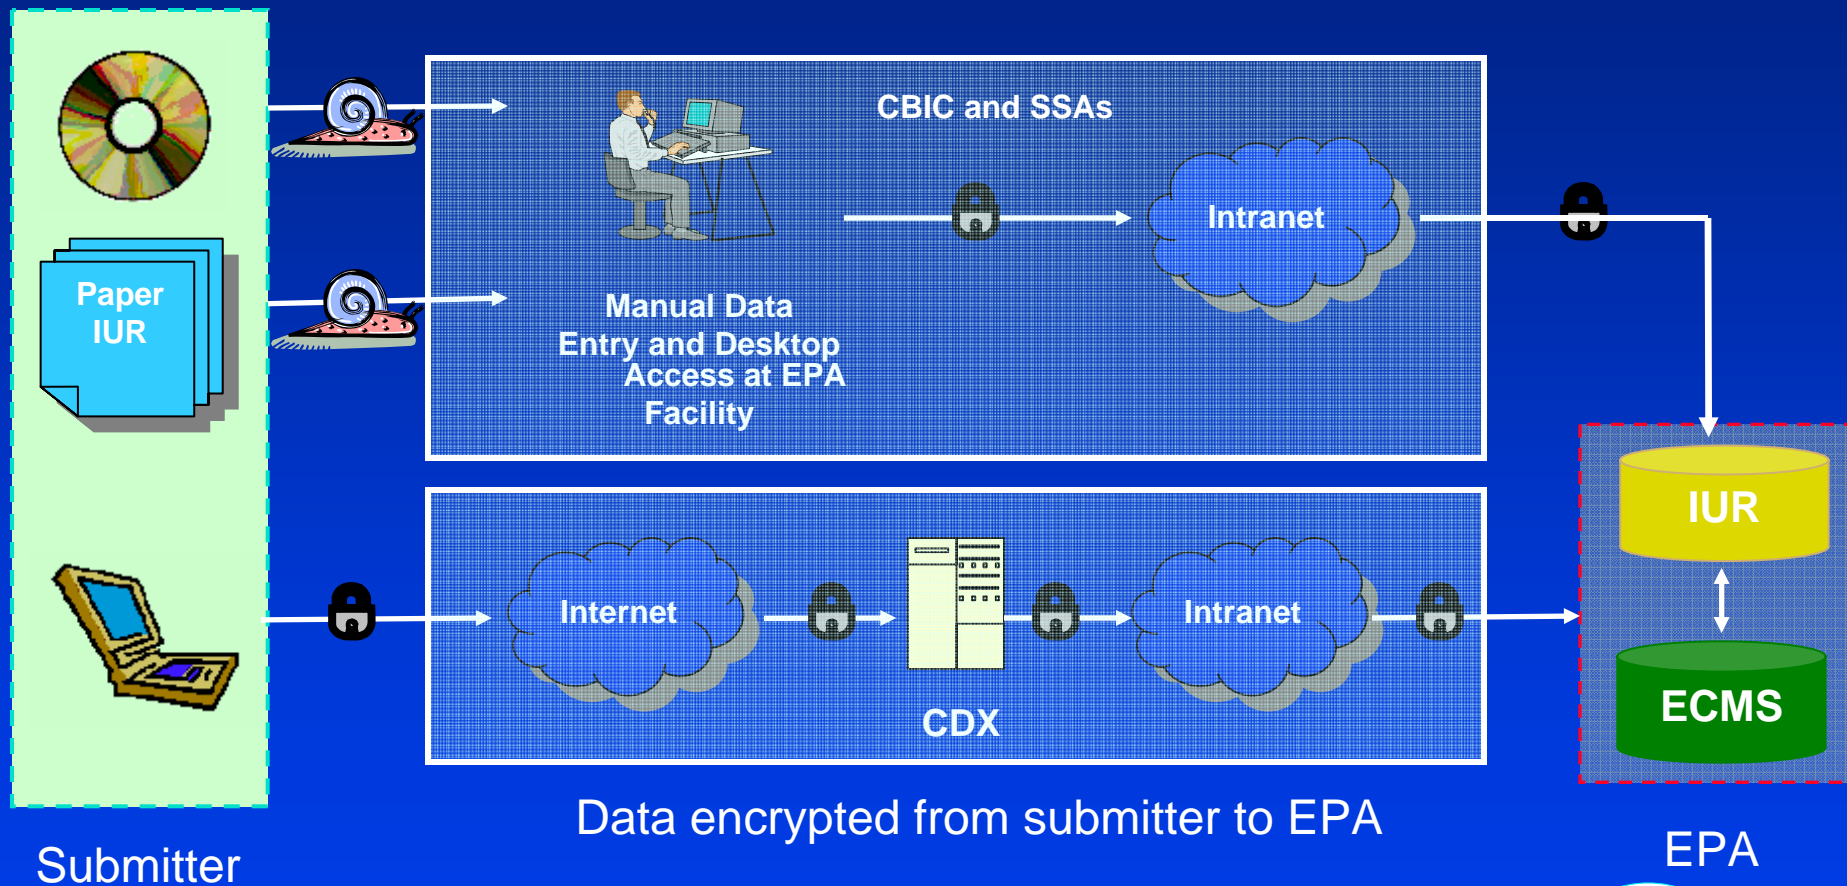 CBIC and SSAs
Paper
IUR
Intranet
Manual Data
Entry and Desktop
Access at EPA
Facility
IUR
Internet
Intranet
CDX
ECMS
Data encrypted from submitter to EPA
Submitter
EPA